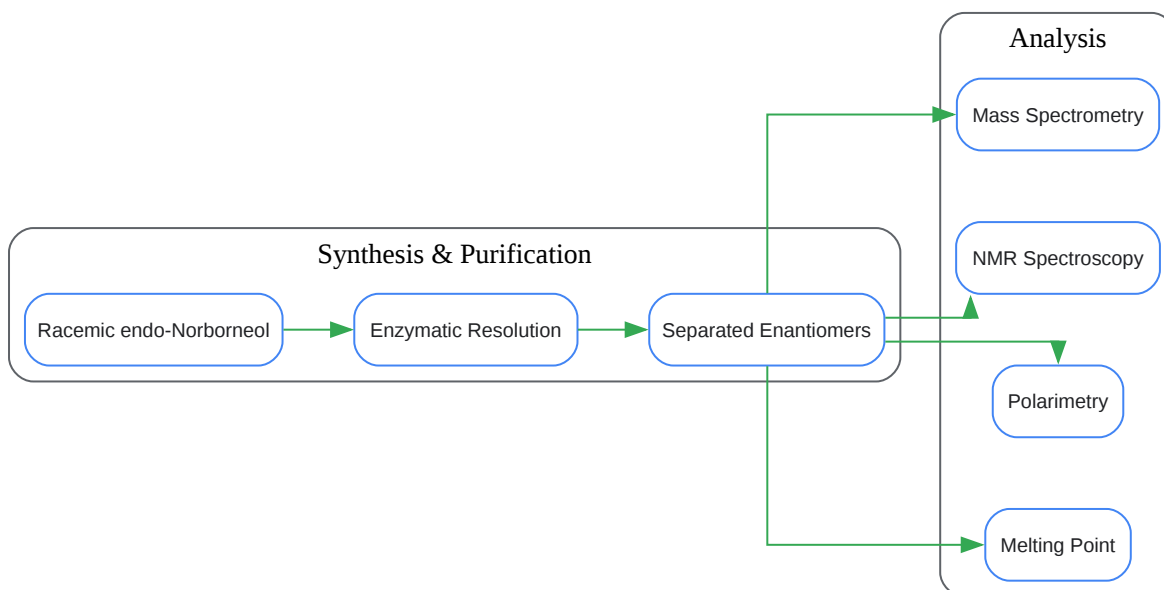 Synthesis & Purification
Racemic endo-Norborneol
Enzymatic Resolution
Separated Enantiomers
Analysis
Mass Spectrometry
NMR Spectroscopy
Polarimetry
Melting Point